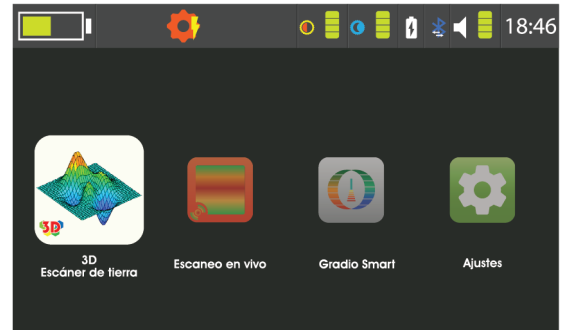 18:46
3D
3D
Escáner de tierra
Escaneo en vivo
Gradio Smart
Ajustes